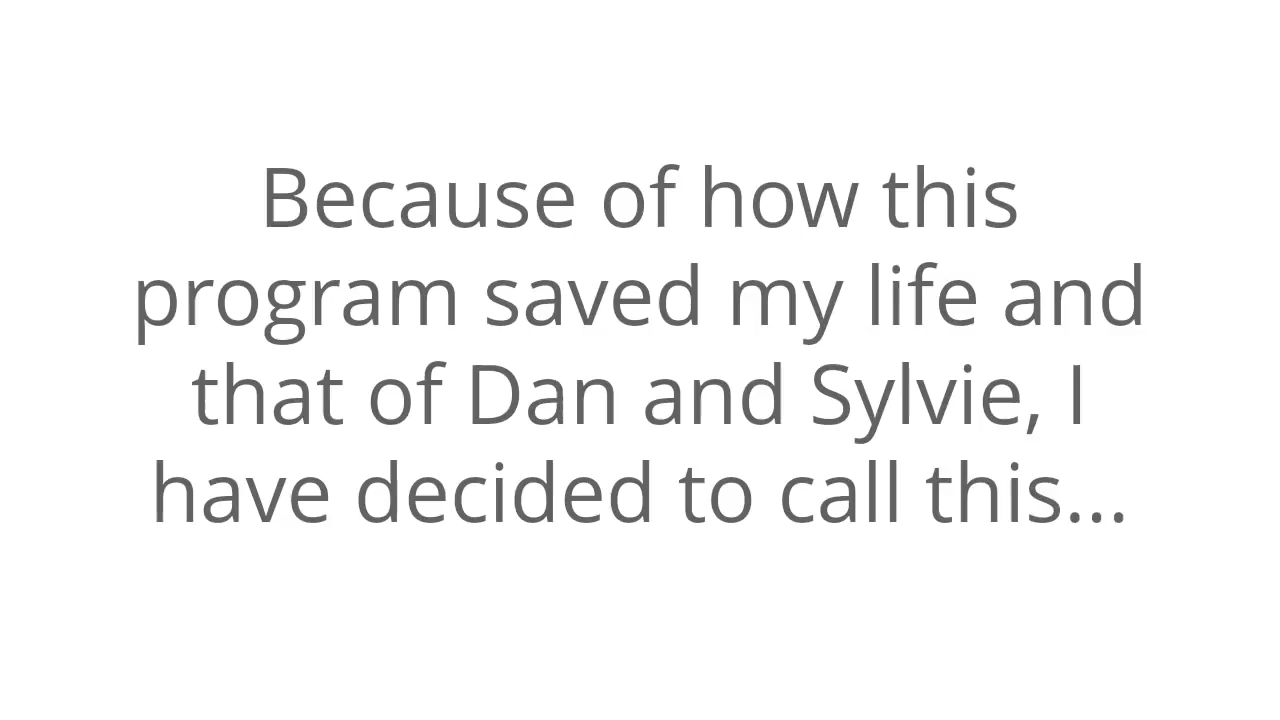 Because of how this
program saved my life and
that of Dan and Sylvie, I
have decided to call this...